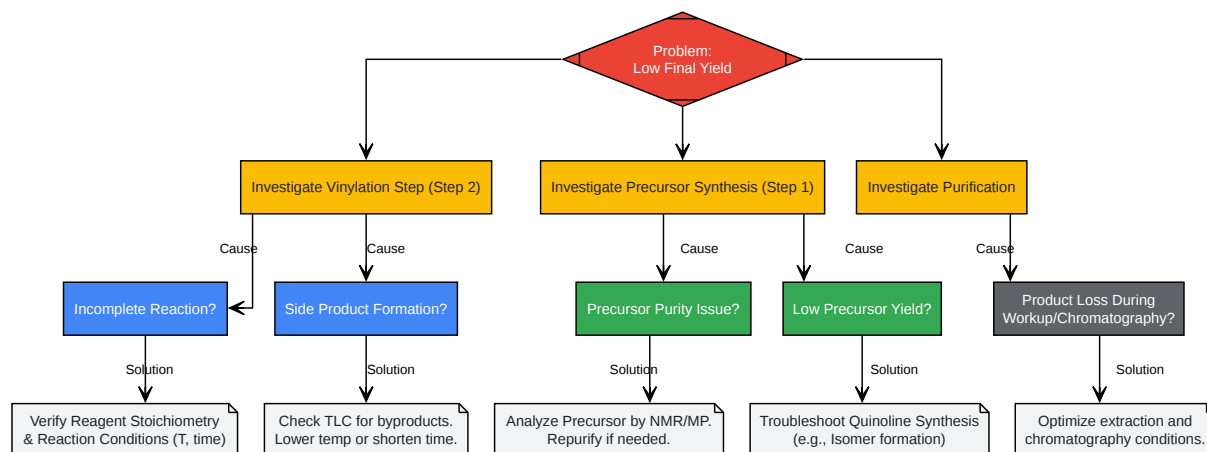 Problem:
Low Final Yield
Investigate Vinylation Step (Step 2)
Investigate Precursor Synthesis (Step 1)
Investigate Purification
Cause
Cause
Cause
Cause
Cause
Incomplete Reaction?
Side Product Formation?
Precursor Purity Issue?
Low Precursor Yield?
Product Loss During
Workup/Chromatography?
Solution
Solution
Solution
Solution
Solution
Verify Reagent Stoichiometry
& Reaction Conditions (T, time)
Check TLC for byproducts.
Lower temp or shorten time.
Analyze Precursor by NMR/MP.
Repurify if needed.
Troubleshoot Quinoline Synthesis
(e.g., Isomer formation)
Optimize extraction and
chromatography conditions.